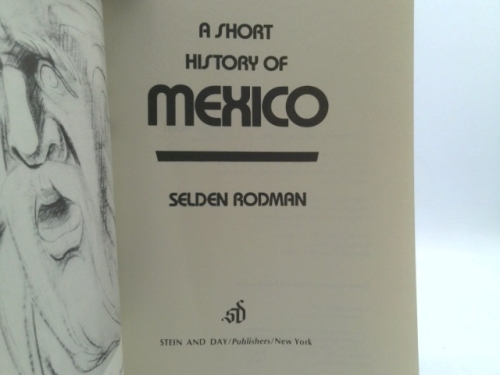 A SHORT
HISTORY OF
MEXICO
SELDEN RODMAN
sd
STEIN AND DAY/Publishers/New York